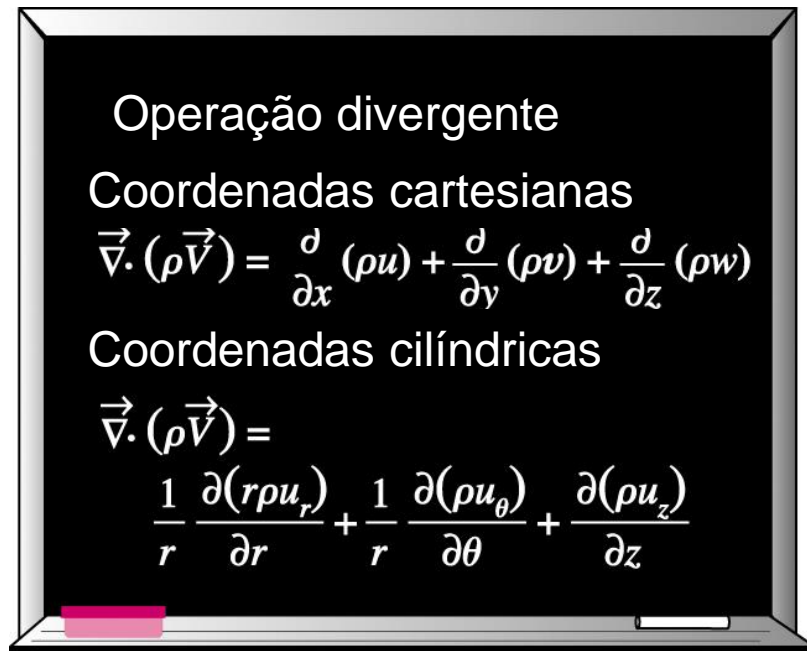 Operação divergente
Coordenadas cartesianas
∇⃗·(ρV⃗) = ∂/∂x (ρu) + ∂/∂y (ρv) + ∂/∂z (ρw)
Coordenadas cilíndricas
∇⃗·(ρV⃗) =
1/r ∂(rρu_r)/∂r + 1/r ∂(ρu_θ)/∂θ + ∂(ρu_z)/∂z